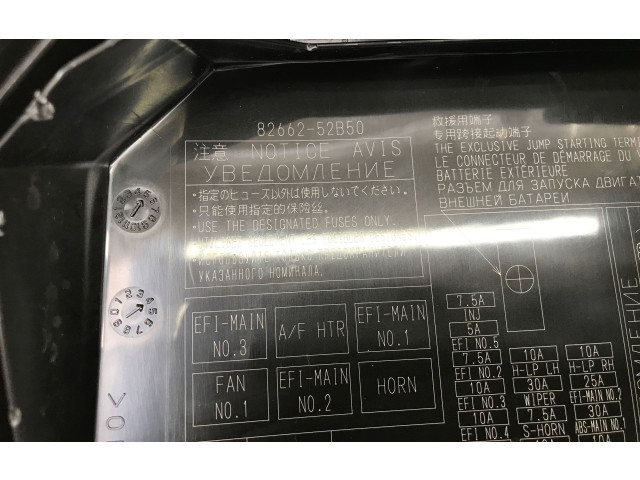 82662-52B50
注意 NOTICE AVIS
УВЕДОМЛЕНИЕ
・指定のヒューズ以外は使用しないでください。
・只能使用指定的保险丝。
・USE THE DESIGNATED FUSES ONLY.
УКАЗАННОГО НОМИНАЛА.
救援用端子
专用跨接起动端子
THE EXCLUSIVE JUMP STARTING
LE CONNECTEUR DE DÉMARRAGE DU
BATTERIE EXTÉRIEURE
РАЗЪЕМ ДЛЯ ЗАПУСКА
ВНЕШНЕЙ БАТАРЕИ
EFI-MAIN NO.3
A/F HTR
EFI-MAIN NO.1
FAN NO.1
EFI-MAIN NO.2
HORN
7.5A
INJ
5A
EFI NO.5
7.5A
EFI NO.2
10A
EFI NO.3
10A
EFI NO.4
10A
H-LP LH
30A
WIPER
7.5A
S-HORN
10A
H-LP RH
25A
EFI-MAIN NO.2
30A
ABS-MAIN NO.1
10A